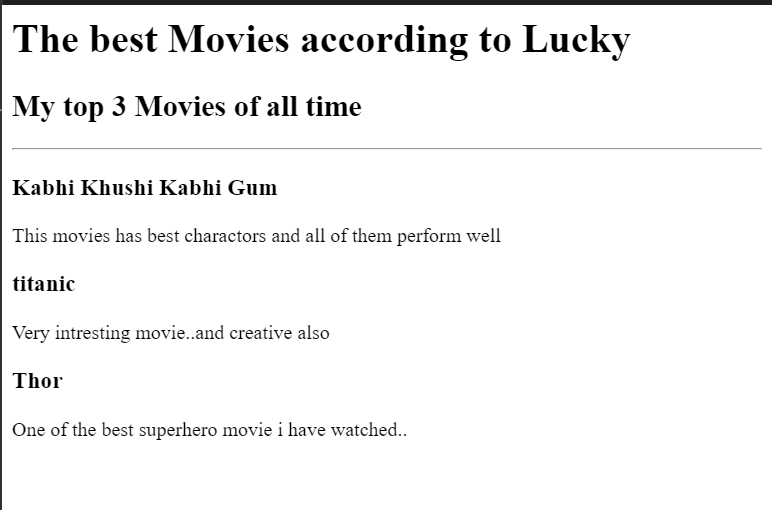 The best Movies according to Lucky
My top 3 Movies of all time
Kabhi Khushi Kabhi Gum
This movies has best charactors and all of them perform well
titanic
Very intresting movie..and creative also
Thor
One of the best superhero movie i have watched..